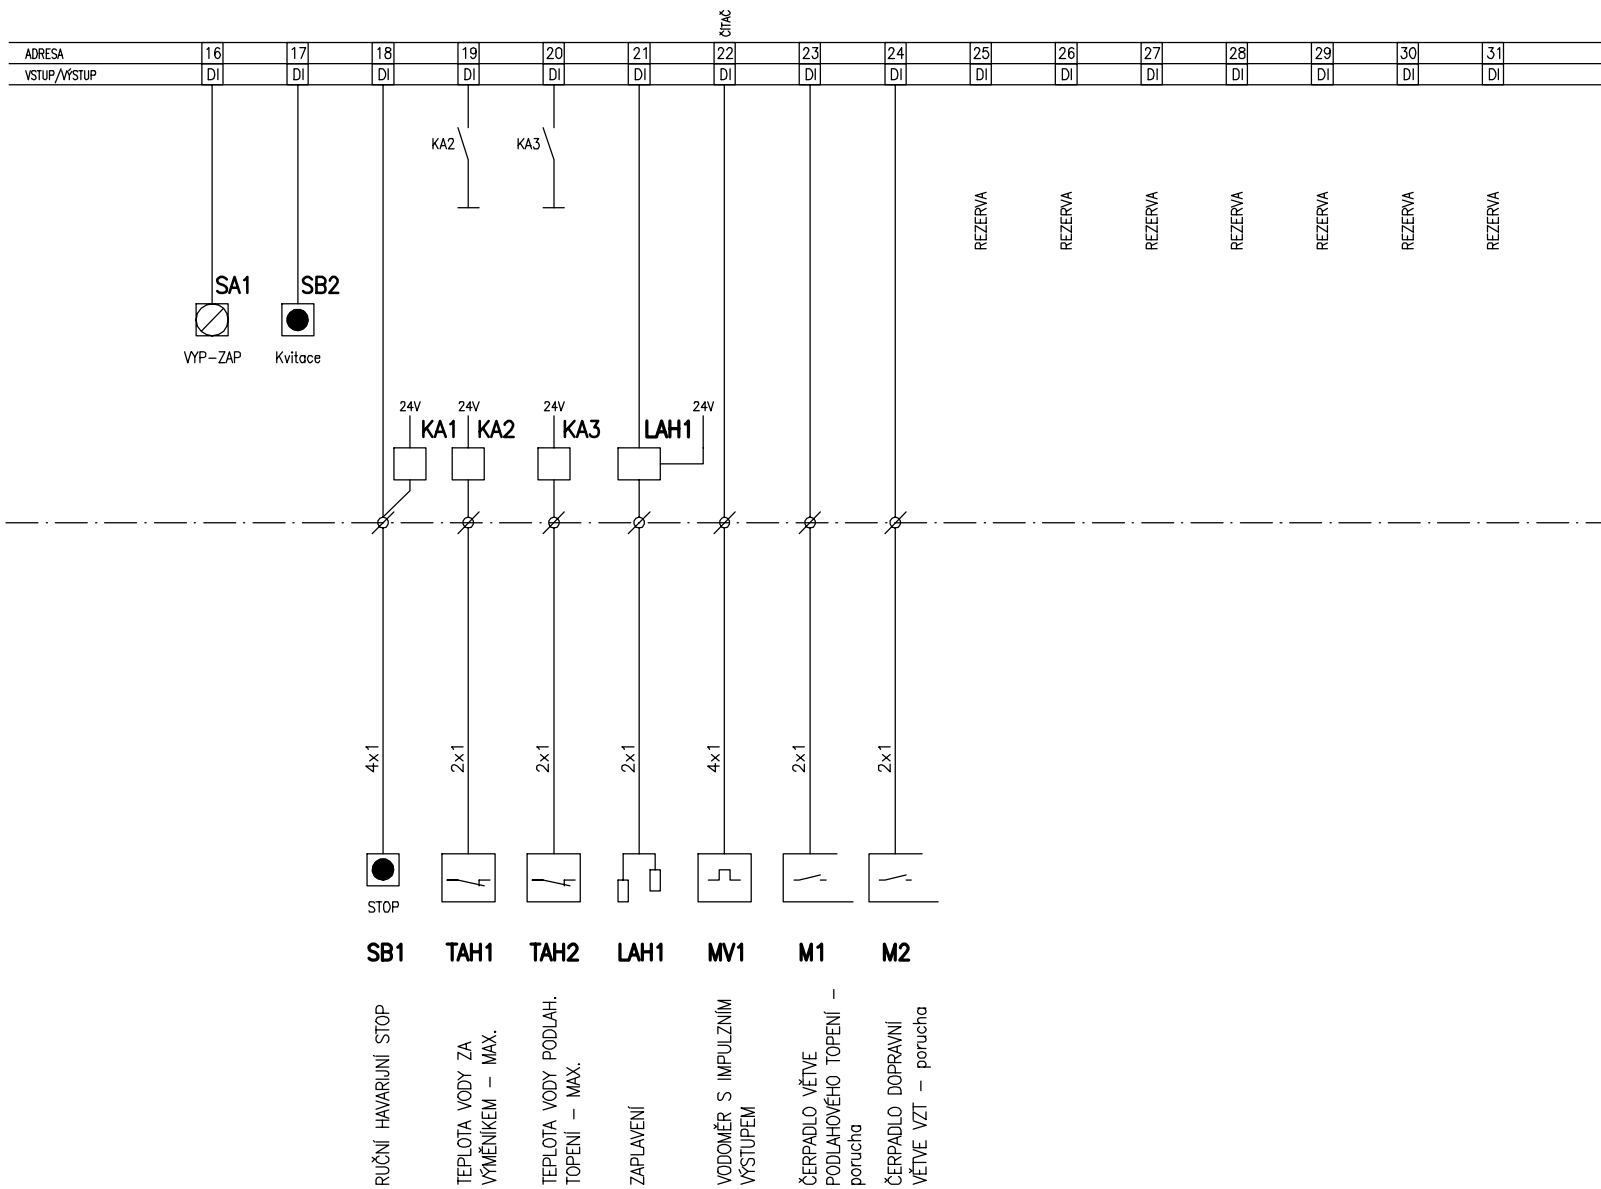 ČÍTAČ
ADRESA 16 17 18 19 20 21 22 23 24 25 26 27 28 29 30 31
VSTUP/VÝSTUP DI DI DI DI DI DI DI DI DI DI DI DI DI DI DI DI
KA2 KA3
REZERVA REZERVA REZERVA REZERVA REZERVA REZERVA REZERVA
SA1 SB2
VYP-ZAP Kvitace
24V 24V 24V 24V
KA1 KA2 KA3 LAH1
4x1 2x1 2x1 2x1 4x1 2x1 2x1
STOP
SB1 TAH1 TAH2 LAH1 MV1 M1 M2
RUČNÍ HAVARIJNÍ STOP
TEPLOTA VODY ZA
VÝMĚNÍKEM - MAX.
TEPLOTA VODY PODLAH.
TOPENÍ - MAX.
ZAPLAVENÍ
VODOMĚR S IMPULZNÍM
VÝSTUPEM
ČERPADLO VĚTVE
PODLAHOVÉHO TOPENÍ -
porucha
ČERPADLO DOPRAVNÍ
VĚTVE VZT - porucha